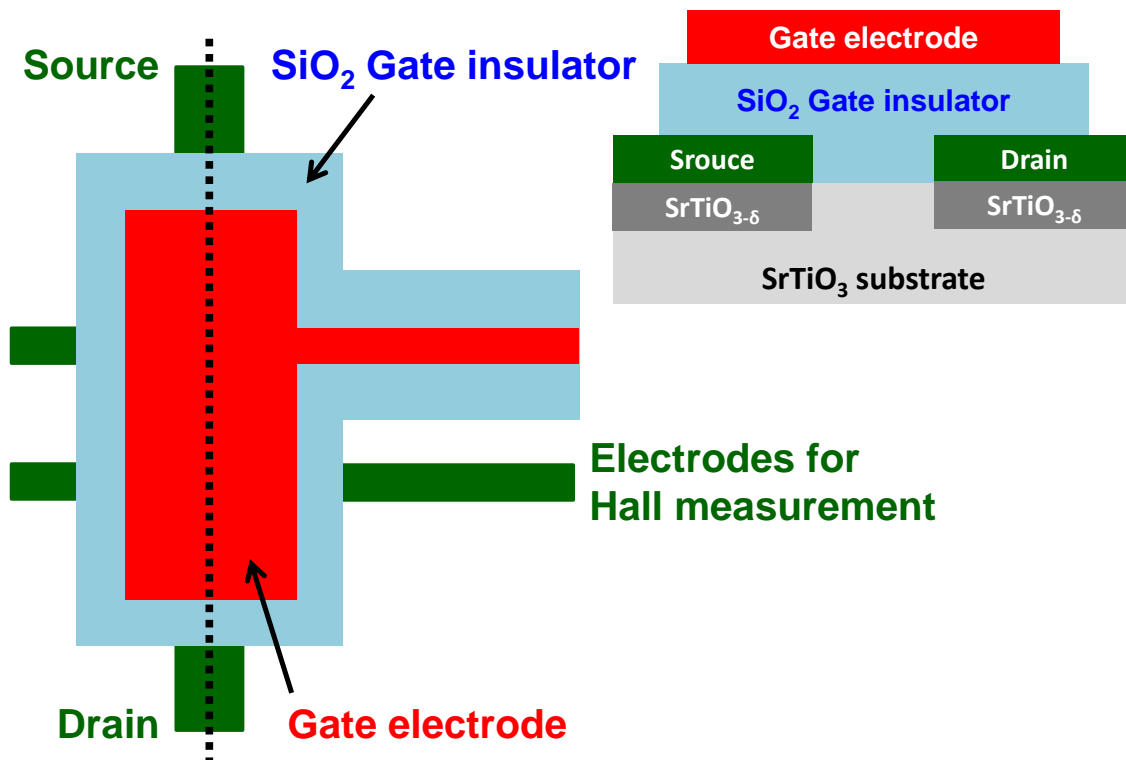 Source
SiO₂ Gate insulator
Drain
Gate electrode
Electrodes for
Hall measurement
Gate electrode
SiO₂ Gate insulator
Srouce
Drain
SrTiO₃₋δ
SrTiO₃₋δ
SrTiO₃ substrate